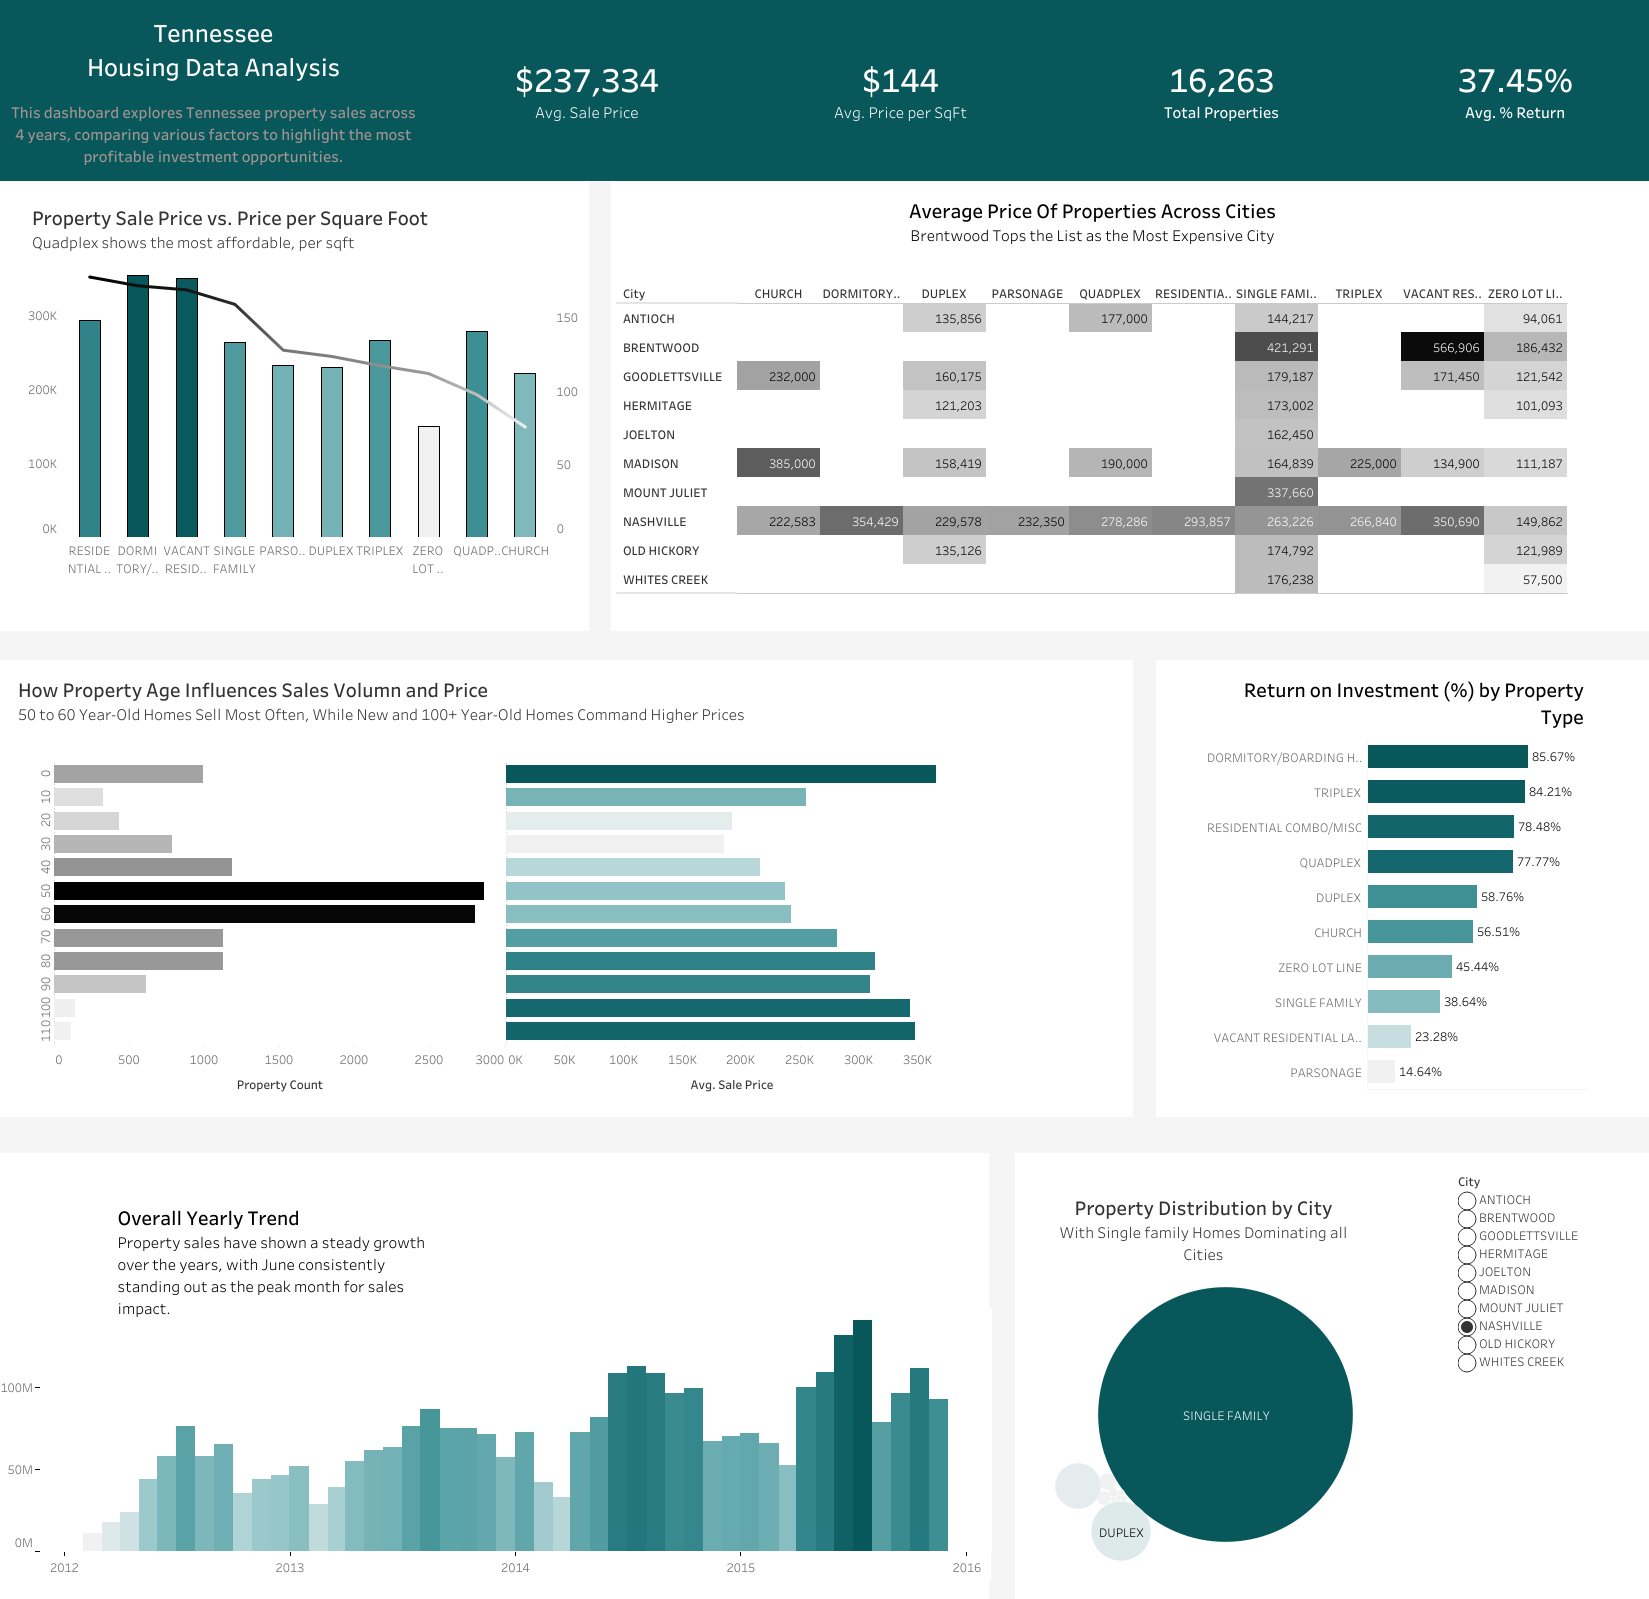 Tennessee
Housing Data Analysis
This dashboard explores Tennessee property sales across
4 years, comparing various factors to highlight the most
profitable investment opportunities.
$237,334
Avg. Sale Price
$144
Avg. Price per SqFt
16,263
Total Properties
37.45%
Avg. % Return
Property Sale Price vs. Price per Square Foot
Quadplex shows the most affordable, per sqft
300K
200K
100K
0K
150
100
50
0
RESIDE DORMI VACANT SINGLE PARSO.. DUPLEX TRIPLEX ZERO QUADP.. CHURCH
NTIAL .. TORY/.. RESID.. FAMILY LOT ..
Average Price Of Properties Across Cities
Brentwood Tops the List as the Most Expensive City
City CHURCH DORMITORY.. DUPLEX PARSONAGE QUADPLEX RESIDENTIA.. SINGLE FAMI.. TRIPLEX VACANT RES.. ZERO LOT LI..
ANTIOCH 135,856 177,000 144,217 94,061
BRENTWOOD 421,291 566,906 186,432
GOODLETTSVILLE 232,000 160,175 179,187 171,450 121,542
HERMITAGE 121,203 173,002 101,093
JOELTON 162,450
MADISON 385,000 158,419 190,000 164,839 225,000 134,900 111,187
MOUNT JULIET 337,660
NASHVILLE 222,583 354,429 229,578 232,350 278,286 293,857 263,226 266,840 350,690 149,862
OLD HICKORY 135,126 174,792 121,989
WHITES CREEK 176,238 57,500
How Property Age Influences Sales Volumn and Price
50 to 60 Year-Old Homes Sell Most Often, While New and 100+ Year-Old Homes Command Higher Prices
0
10
20
30
40
50
60
70
80
90
100
110
0 500 1000 1500 2000 2500 3000 0K 50K 100K 150K 200K 250K 300K 350K
Property Count Avg. Sale Price
Return on Investment (%) by Property
Type
DORMITORY/BOARDING H.. 85.67%
TRIPLEX 84.21%
RESIDENTIAL COMBO/MISC 78.48%
QUADPLEX 77.77%
DUPLEX 58.76%
CHURCH 56.51%
ZERO LOT LINE 45.44%
SINGLE FAMILY 38.64%
VACANT RESIDENTIAL LA.. 23.28%
PARSONAGE 14.64%
Overall Yearly Trend
Property sales have shown a steady growth
over the years, with June consistently
standing out as the peak month for sales
impact.
100M
50M
0M
2012 2013 2014 2015 2016
Property Distribution by City
With Single family Homes Dominating all
Cities
SINGLE FAMILY
DUPLEX
City
ANTIOCH
BRENTWOOD
GOODLETTSVILLE
HERMITAGE
JOELTON
MADISON
MOUNT JULIET
NASHVILLE
OLD HICKORY
WHITES CREEK